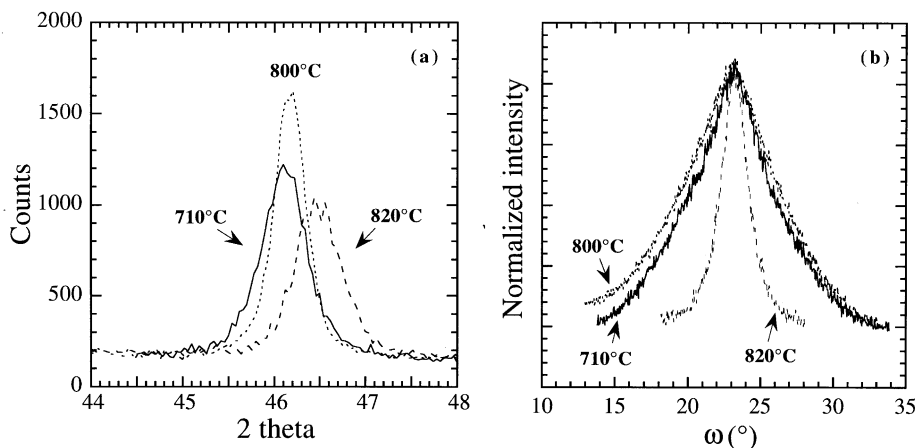 2000
1500
1000
500
0
Counts
(a)
800°C
710°C
820°C
44 45 46 47 48
2 theta
Normalized intensity
(b)
800°C
710°C
820°C
10 15 20 25 30 35
ω(°)